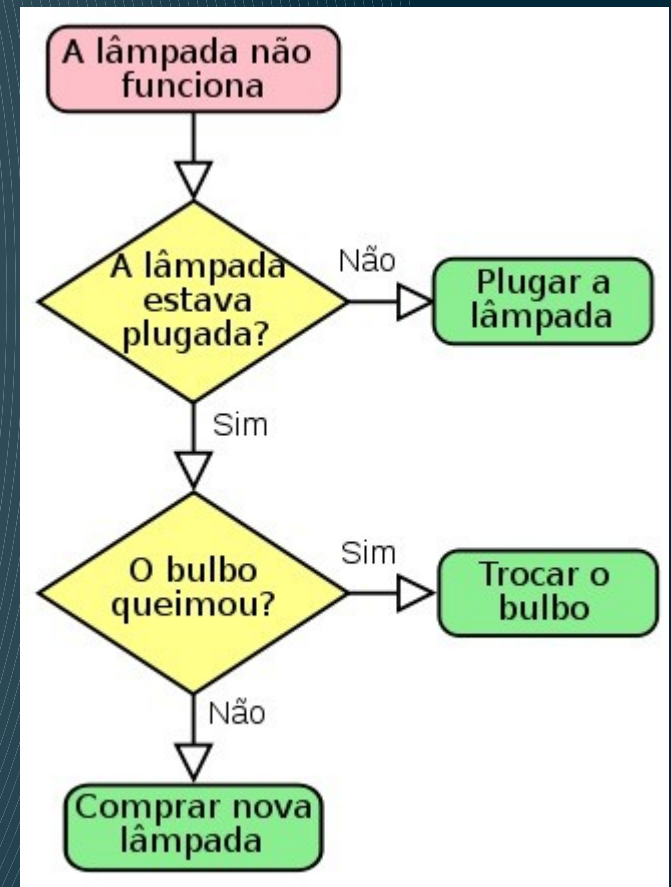 A lâmpada não
funciona
A lâmpada
estava
plugada?
Não
Plugar a
lâmpada
Sim
O bulbo
queimou?
Sim
Trocar o
bulbo
Não
Comprar nova
lâmpada